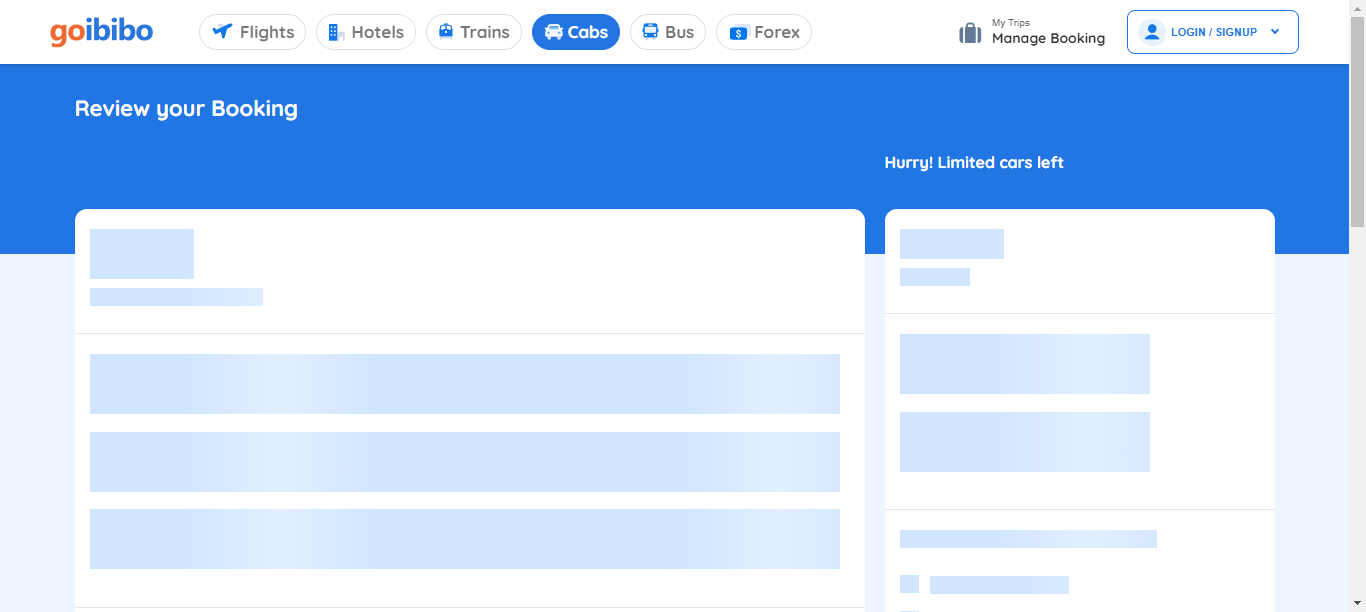 goibibo
Flights
Hotels
Trains
Cabs
Bus
$ Forex
My Trips
Manage Booking
LOGIN / SIGNUP
Review your Booking
Hurry! Limited cars left